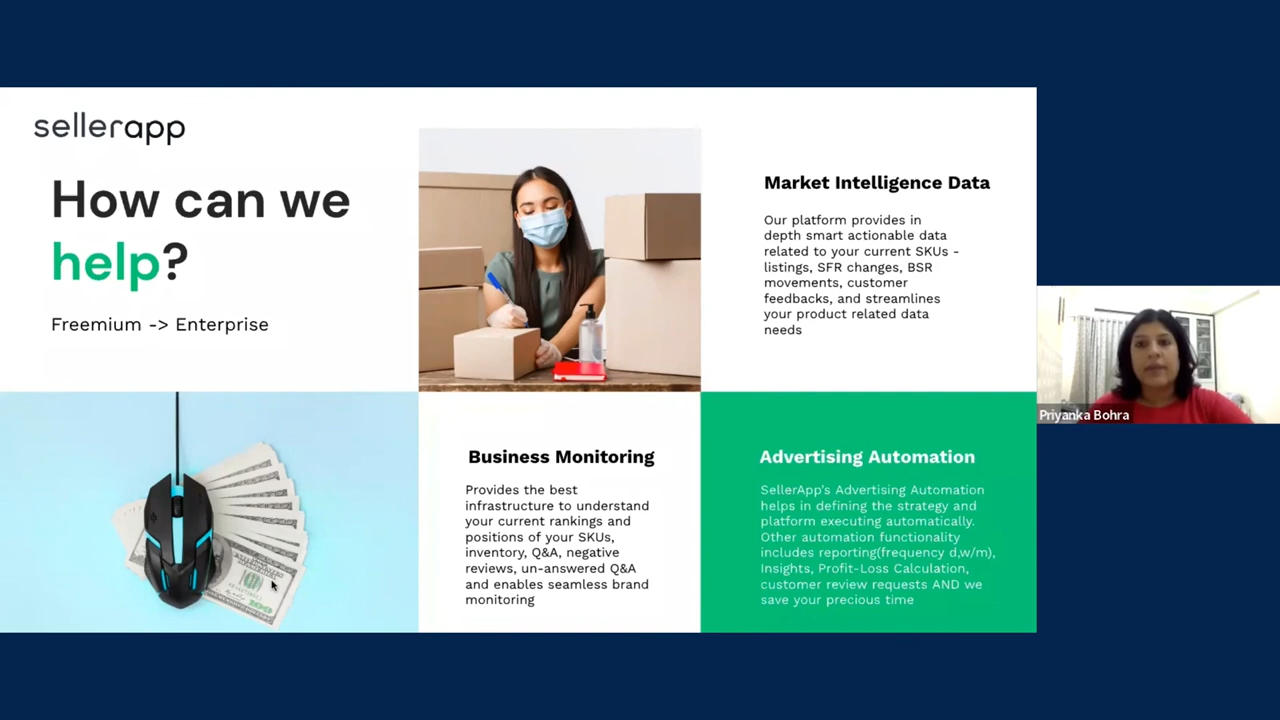 sellerapp
How can we
help?
Freemium -> Enterprise
Market Intelligence Data
Our platform provides in
depth smart actionable data
related to your current SKUs -
listings, SFR changes, BSR
movements, customer
feedbacks, and streamlines
your product related data
needs
Business Monitoring
Provides the best
infrastructure to understand
your current rankings and
positions of your SKUs,
inventory, Q&A, negative
reviews, un-answered Q&A
and enables seamless brand
monitoring
Advertising Automation
SellerApp's Advertising Automation
helps in defining the strategy and
platform executing automatically.
Other automation functionality
includes reporting(frequency d,w/m),
Insights, Profit-Loss Calculation,
customer review requests AND we
save your precious time
Priyanka Bohra